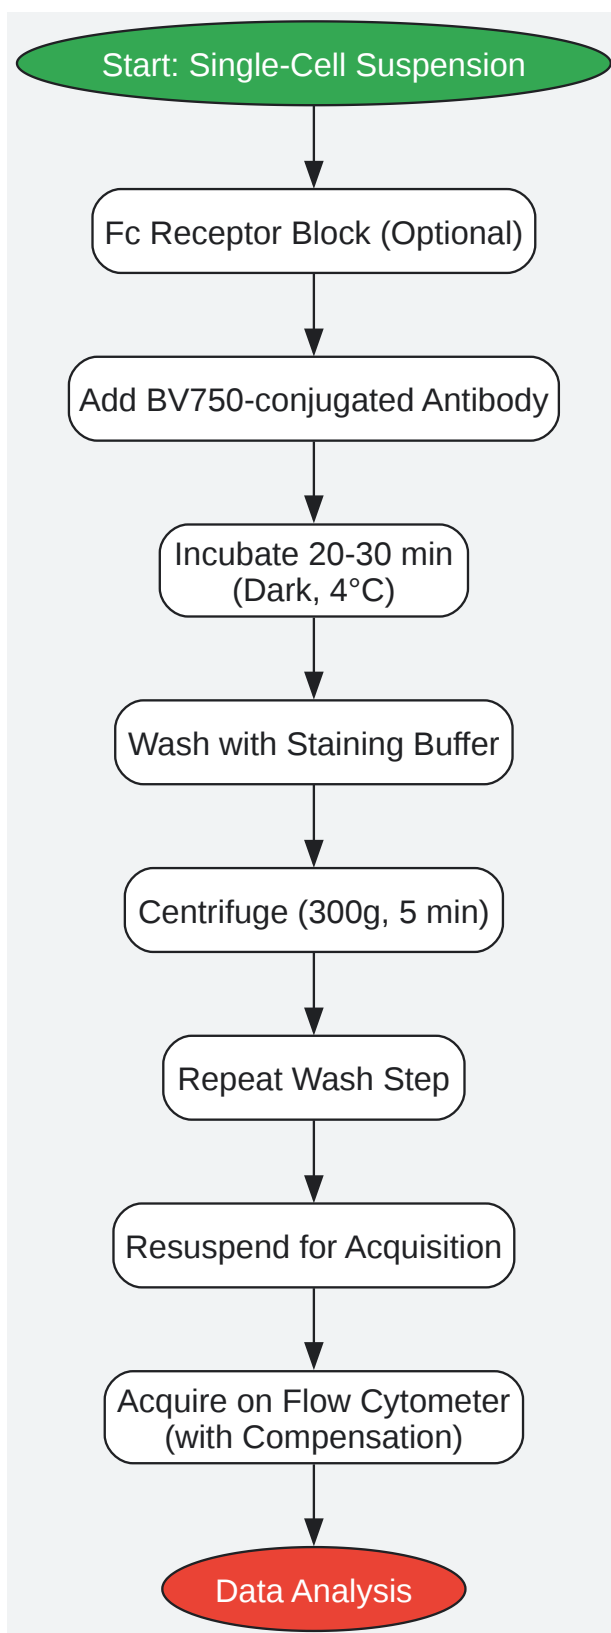 Start: Single-Cell Suspension
Fc Receptor Block (Optional)
Add BV750-conjugated Antibody
Incubate 20-30 min
(Dark, 4°C)
Wash with Staining Buffer
Centrifuge (300g, 5 min)
Repeat Wash Step
Resuspend for Acquisition
Acquire on Flow Cytometer
(with Compensation)
Data Analysis